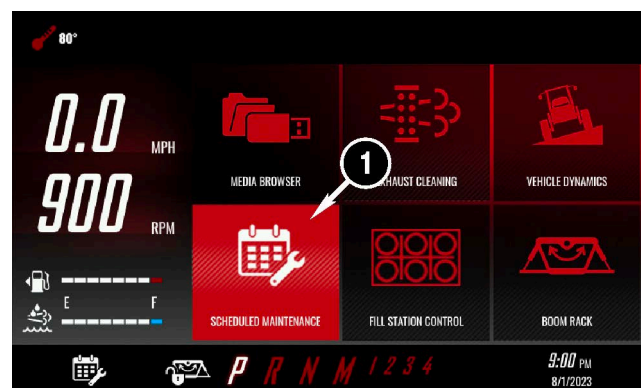 80°
0.0 MPH
900 RPM
E F
MEDIA BROWSER
1
VEHICLE DYNAMICS
CLEANING
SCHEDULED MAINTENANCE
FILL STATION CONTROL
BOOM RACK
P R N M 1 2 3 4
9:00 PM
8/1/2023